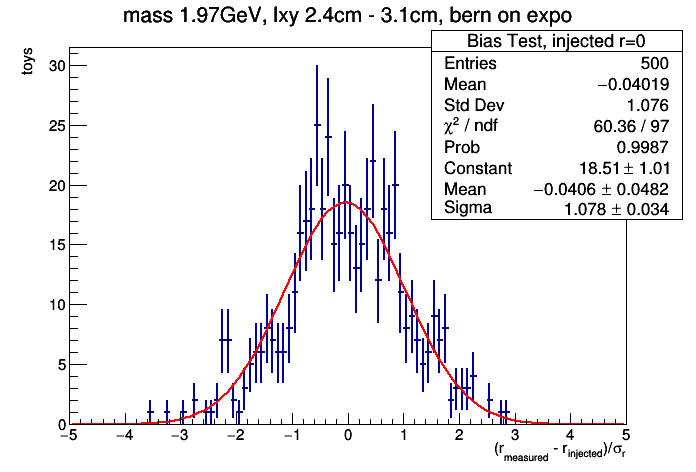 mass 1.97GeV, lxy 2.4cm - 3.1cm, bern on expo
Bias Test, injected r=0
Entries 500
Mean −0.04019
Std Dev 1.076
χ² / ndf 60.36 / 97
Prob 0.9987
Constant 18.51 ± 1.01
Mean −0.0406 ± 0.0482
Sigma 1.078 ± 0.034
toys
30
25
20
15
10
5
0
−5 −4 −3 −2 −1 0 1 2 3 4 5
(r_measured - r_injected)/σ_r